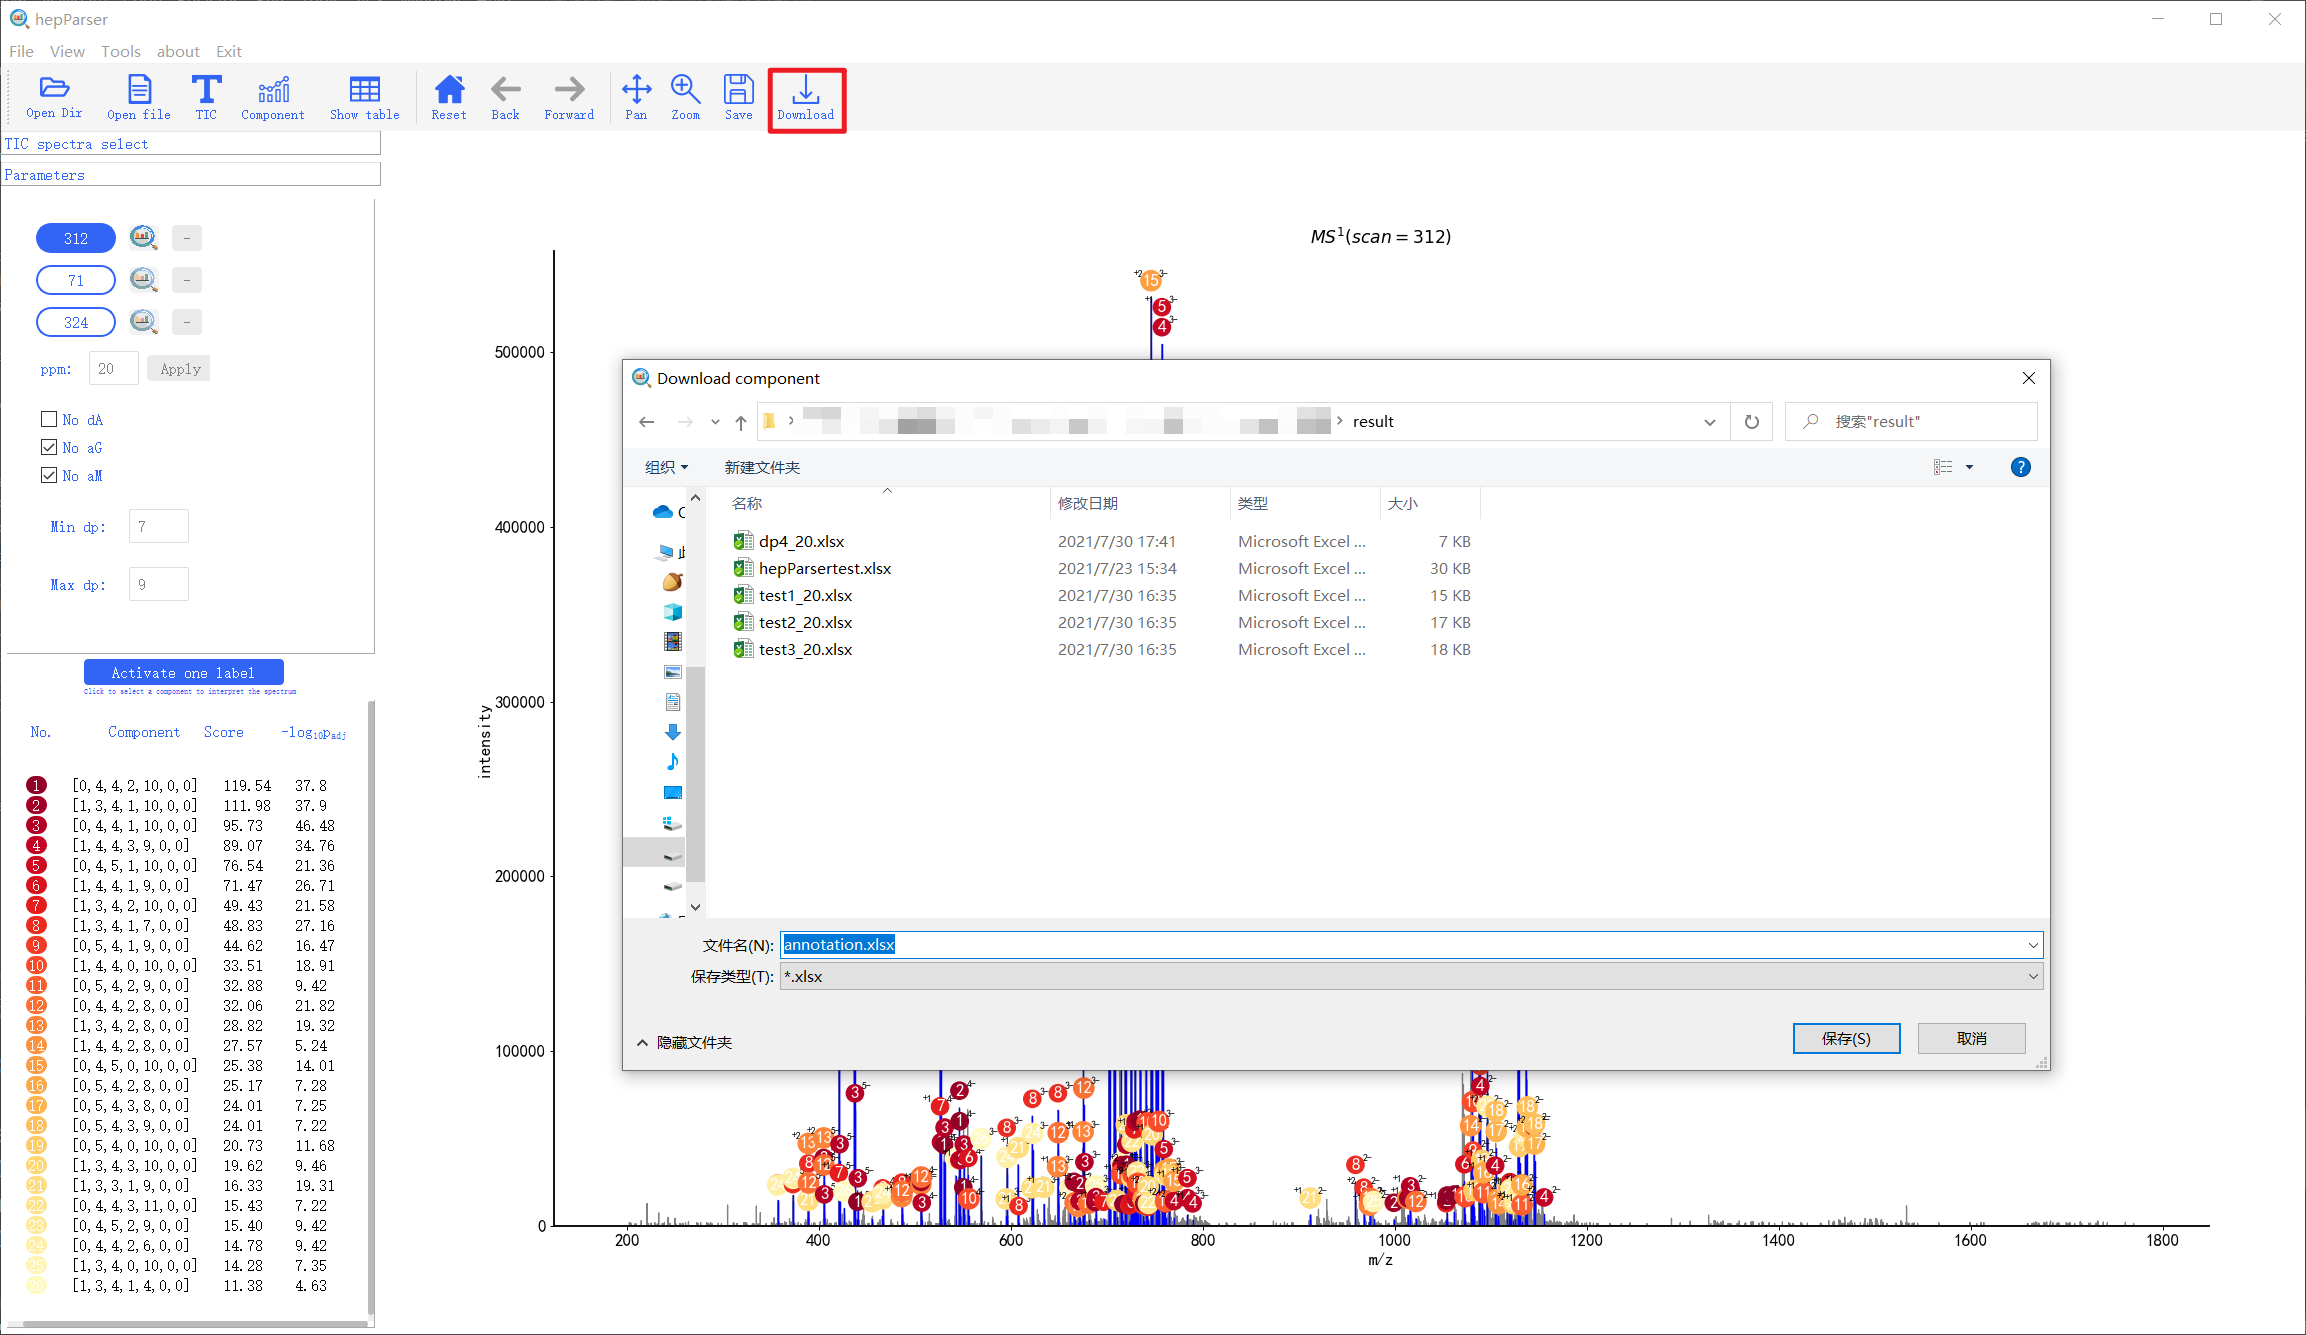 hepParser
File View Tools about Exit
Open Dir Open file TIC Component Show table Reset Back Forward Pan Zoom Save Download
TIC spectra select
Parameters
312 -
71 -
324 -
ppm: 20 Apply
No dA
No aG
No aM
Min dp: 7
Max dp: 9
Activate one label
Click to select a component to interpret the spectrum
No. Component Score -log₁₀p_adj
1 [0,4,4,2,10,0,0] 119.54 37.8
2 [1,3,4,1,10,0,0] 111.98 37.9
3 [0,4,4,1,10,0,0] 95.73 46.48
4 [1,4,4,3,9,0,0] 89.07 34.76
5 [0,4,5,1,10,0,0] 76.54 21.36
6 [1,4,4,1,9,0,0] 71.47 26.71
7 [1,3,4,2,10,0,0] 49.43 21.58
8 [1,3,4,1,7,0,0] 48.83 27.16
9 [0,5,4,1,9,0,0] 44.62 16.47
10 [1,4,4,0,10,0,0] 33.51 18.91
11 [0,5,4,2,9,0,0] 32.88 9.42
12 [0,4,4,2,8,0,0] 32.06 21.82
13 [1,3,4,2,8,0,0] 28.82 19.32
14 [1,4,4,2,8,0,0] 27.57 5.24
15 [0,4,5,0,10,0,0] 25.38 14.01
16 [0,5,4,2,8,0,0] 25.17 7.28
17 [0,5,4,3,8,0,0] 24.01 7.25
18 [0,5,4,3,9,0,0] 24.01 7.22
19 [0,5,4,0,10,0,0] 20.73 11.68
20 [1,3,4,3,10,0,0] 19.62 9.46
21 [1,3,3,1,9,0,0] 16.33 19.31
22 [0,4,4,3,11,0,0] 15.43 7.22
23 [0,4,5,2,9,0,0] 15.40 9.42
24 [0,4,4,2,6,0,0] 14.78 9.42
25 [1,3,4,0,10,0,0] 14.28 7.35
26 [1,3,4,1,4,0,0] 11.38 4.63
MS¹(scan = 312)
15
5
4
500000
400000
300000
200000
100000
0
intensity
200 400 600 800 1000 1200 1400 1600 1800
m/z
Download component
result
搜索"result"
组织 新建文件夹
名称 修改日期 类型 大小
dp4_20.xlsx 2021/7/30 17:41 Microsoft Excel ... 7 KB
hepParsertest.xlsx 2021/7/23 15:34 Microsoft Excel ... 30 KB
test1_20.xlsx 2021/7/30 16:35 Microsoft Excel ... 15 KB
test2_20.xlsx 2021/7/30 16:35 Microsoft Excel ... 17 KB
test3_20.xlsx 2021/7/30 16:35 Microsoft Excel ... 18 KB
文件名(N): annotation.xlsx
保存类型(T): *.xlsx
隐藏文件夹
保存(S) 取消